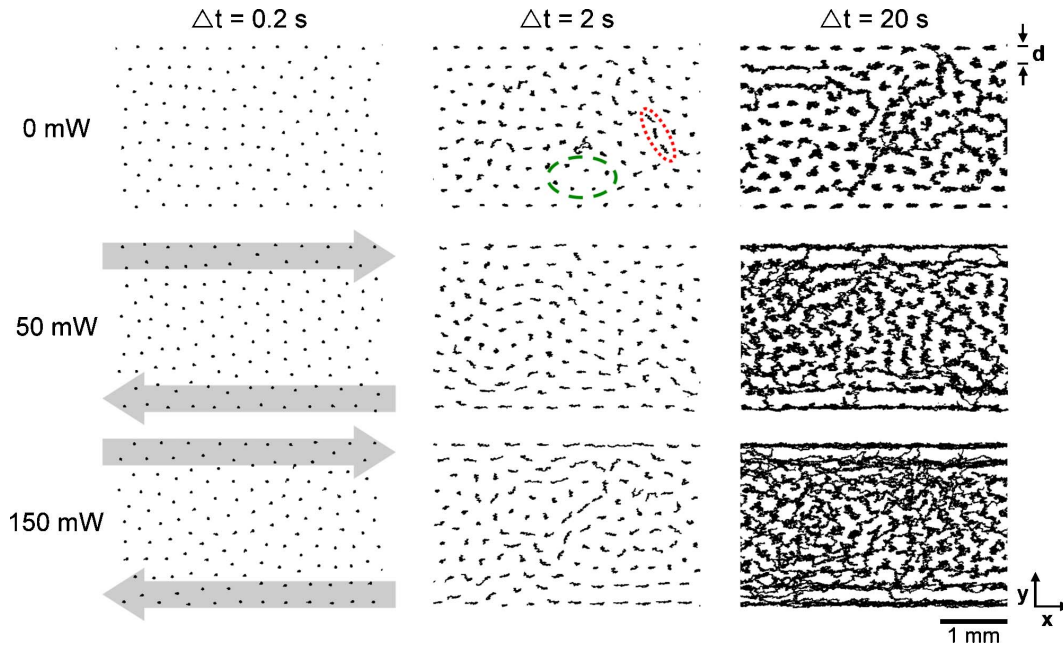 △t = 0.2 s
△t = 2 s
△t = 20 s
d
0 mW
50 mW
150 mW
y
x
1 mm